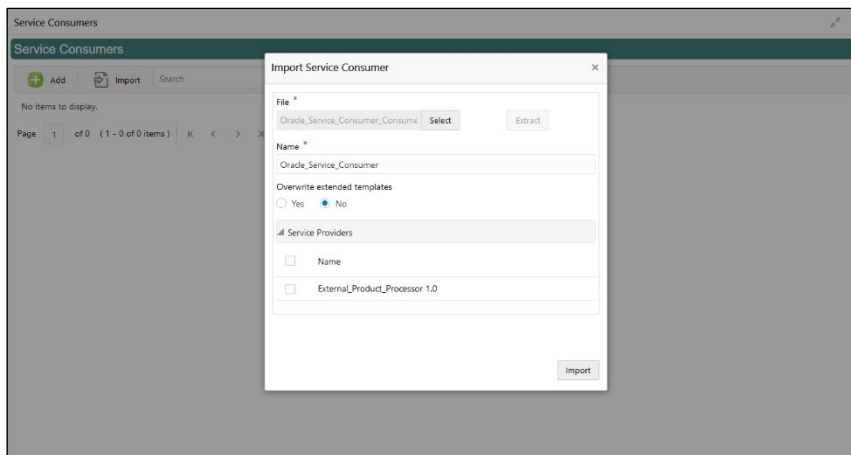 Service Consumers
Service Consumers
Add Import Search
No items to display.
Page 1 of 0 (1 - 0 of 0 items)
Import Service Consumer
File *
Oracle_Service_Consumer_Consume Select Extract
Name *
Oracle_Service_Consumer
Overwrite extended templates
Yes No
Service Providers
Name
External_Product_Processor 1.0
Import